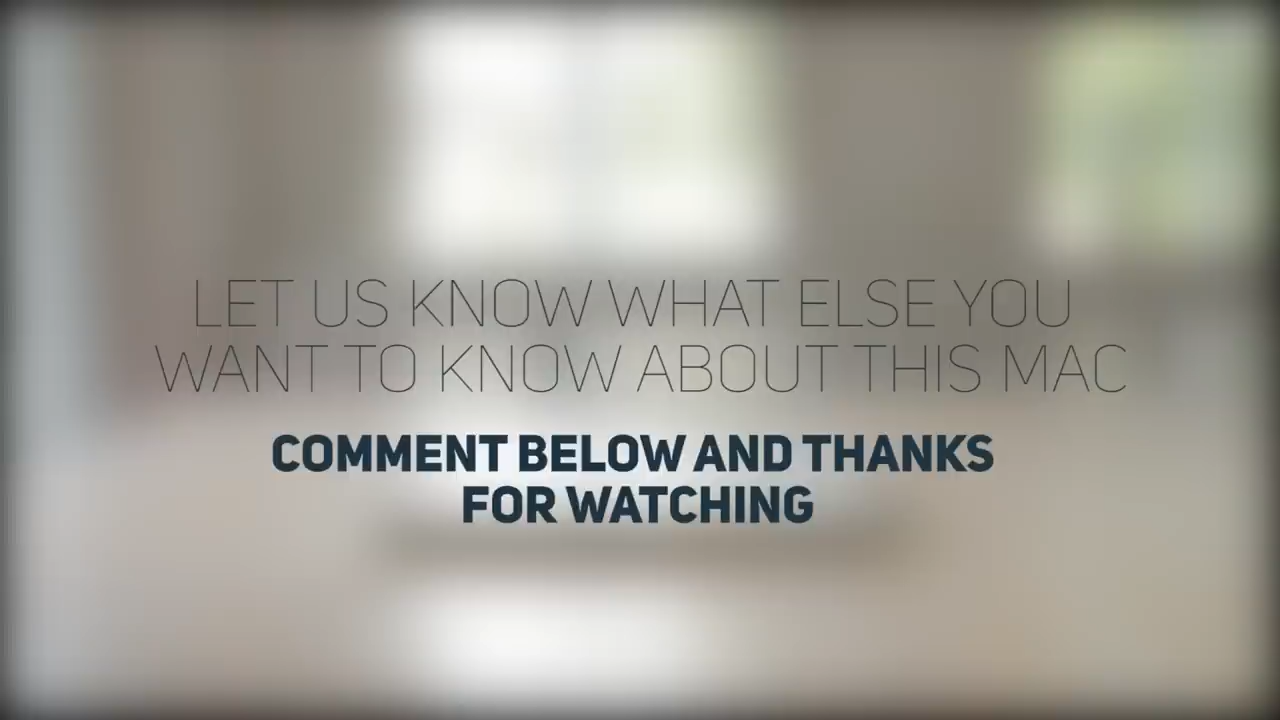 LET US KNOW WHAT ELSE YOU
WANT TO KNOW ABOUT THIS MAC
COMMENT BELOW AND THANKS
FOR WATCHING